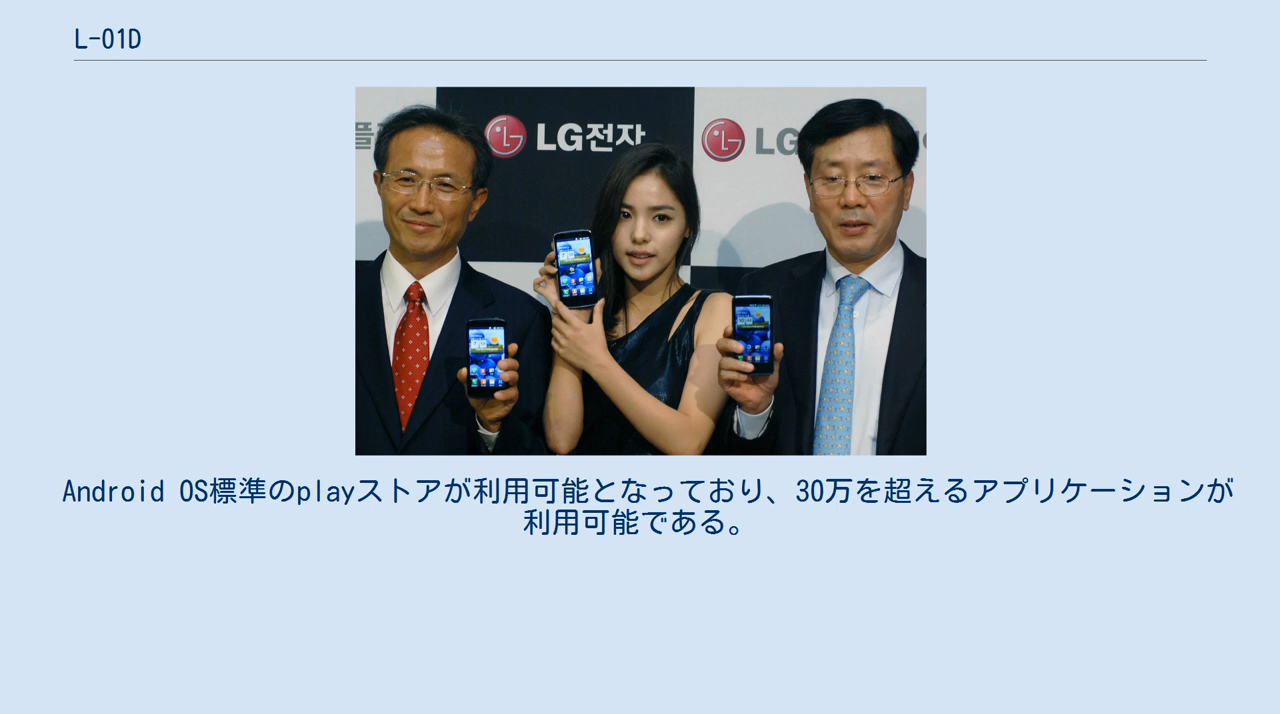 L-01D
LG전자
LG
Android OS標準のplayストアが利用可能となっており、30万を超えるアプリケーションが
利用可能である。